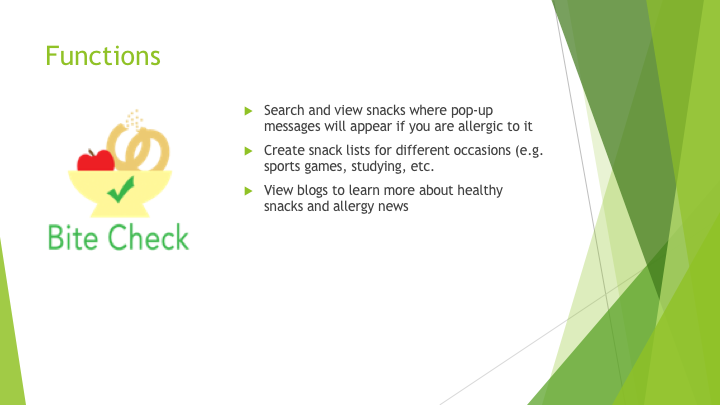 Functions
Search and view snacks where pop-up
messages will appear if you are allergic to it
Create snack lists for different occasions (e.g.
sports games, studying, etc.
View blogs to learn more about healthy
snacks and allergy news
Bite Check